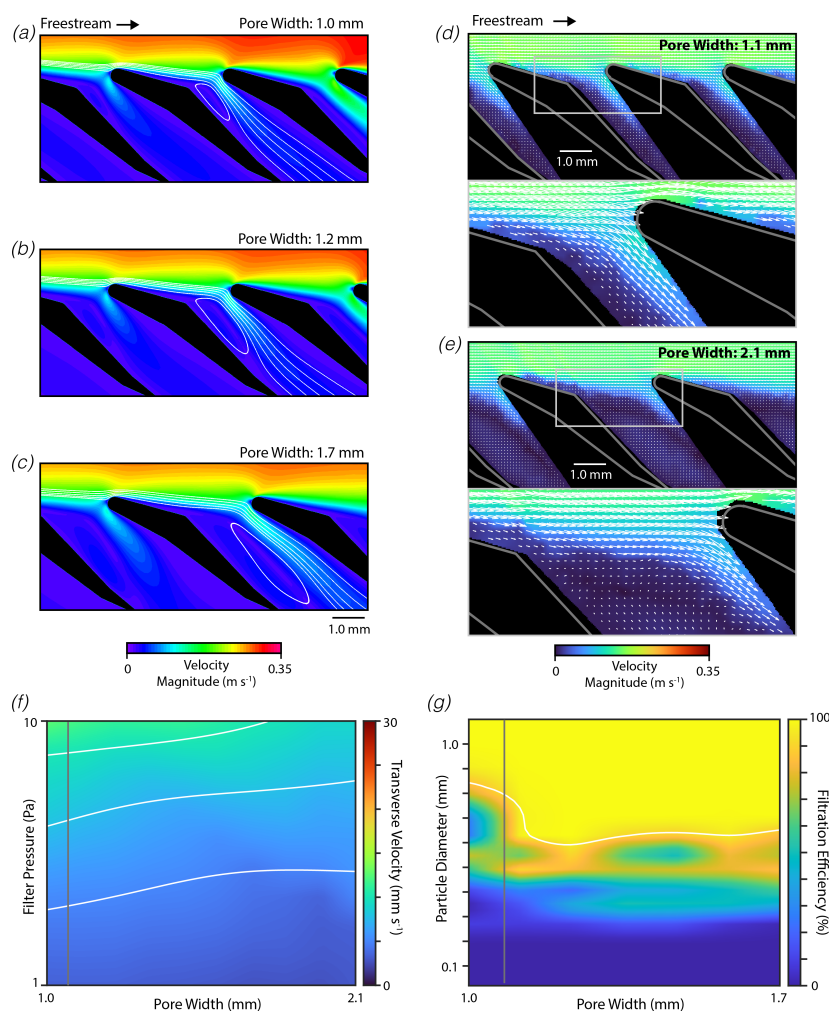 (a)
Freestream
Pore Width: 1.0 mm
(b)
Pore Width: 1.2 mm
(c)
Pore Width: 1.7 mm
1.0 mm
0
0.35
Velocity
Magnitude (m s-1)
(d)
Freestream
Pore Width: 1.1 mm
1.0 mm
(e)
Pore Width: 2.1 mm
1.0 mm
0
0.35
Velocity
Magnitude (m s-1)
(f)
10
1
Filter Pressure (Pa)
1.0
2.1
Pore Width (mm)
30
0
Transverse Velocity (mm s-1)
(g)
1.0
1.0
0.1
Particle Diameter (mm)
1.0
1.7
Pore Width (mm)
100
0
Filtration Efficiency (%)